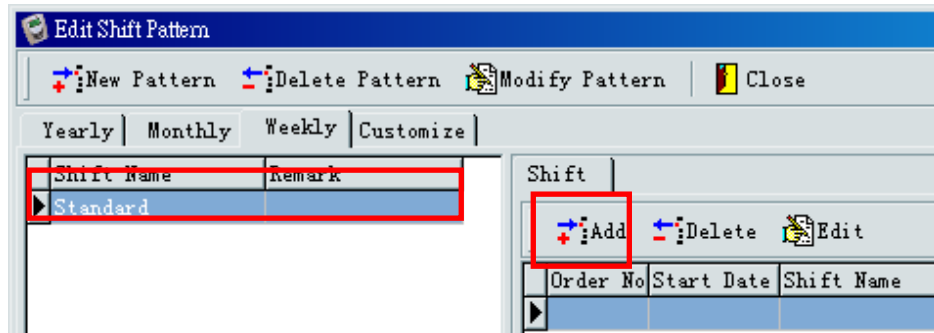 Edit Shift Pattern
New Pattern Delete Pattern Modify Pattern Close
Yearly Monthly Weekly Customize
Shift Name Remark
Standard
Shift
Add Delete Edit
Order No Start Date Shift Name